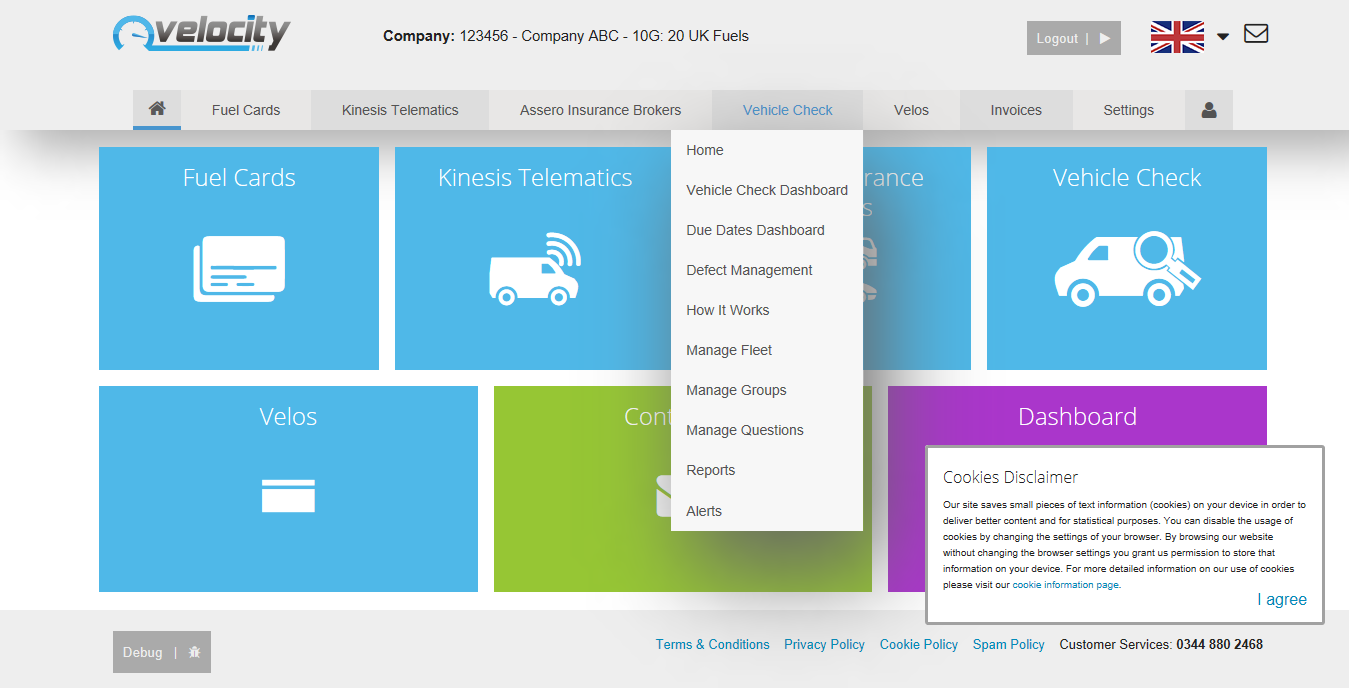 velocity
Company: 123456 - Company ABC - 10G: 20 UK Fuels
Logout |
Fuel Cards
Kinesis Telematics
Assero Insurance Brokers
Vehicle Check
Velos
Invoices
Settings
Home
Vehicle Check Dashboard
Due Dates Dashboard
Defect Management
How It Works
Manage Fleet
Manage Groups
Manage Questions
Reports
Alerts
Fuel Cards
Kinesis Telematics
Vehicle Check
Velos
Dashboard
Cookies Disclaimer
Our site saves small pieces of text information (cookies) on your device in order to
deliver better content and for statistical purposes. You can disable the usage of
cookies by changing the settings of your browser. By browsing our website
without changing the browser settings you grant us permission to store that
information on your device. For more detailed information on our use of cookies
please visit our cookie information page.
I agree
Debug |
Terms & Conditions
Privacy Policy
Cookie Policy
Spam Policy
Customer Services: 0344 880 2468